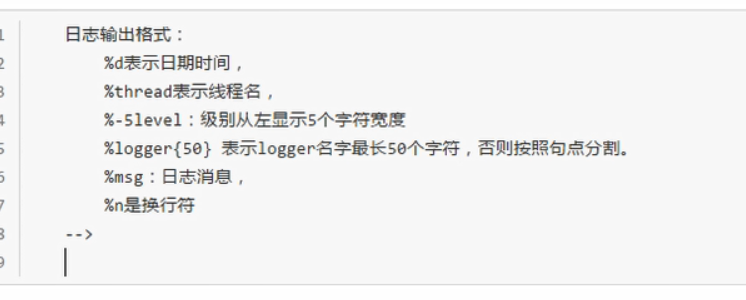 1 日志输出格式：
2 %d表示日期时间，
3 %thread表示线程名，
4 %-5level：级别从左显示5个字符宽度
5 %logger{50} 表示logger名字最长50个字符，否则按照句点分割。
6 %msg：日志消息，
7 %n是换行符
8 -->
9